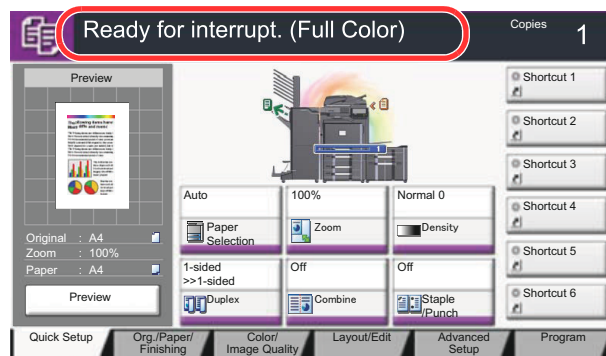 Ready for interrupt. (Full Color)
Copies
1
Preview
Original : A4
Zoom : 100%
Paper : A4
Preview
1
Auto
Paper
Selection
100%
Zoom
Normal 0
Density
1-sided
>>1-sided
Duplex
Off
Combine
Off
Staple
/Punch
Shortcut 1
Shortcut 2
Shortcut 3
Shortcut 4
Shortcut 5
Shortcut 6
Quick Setup
Org./Paper/
Finishing
Color/
Image Quality
Layout/Edit
Advanced
Setup
Program